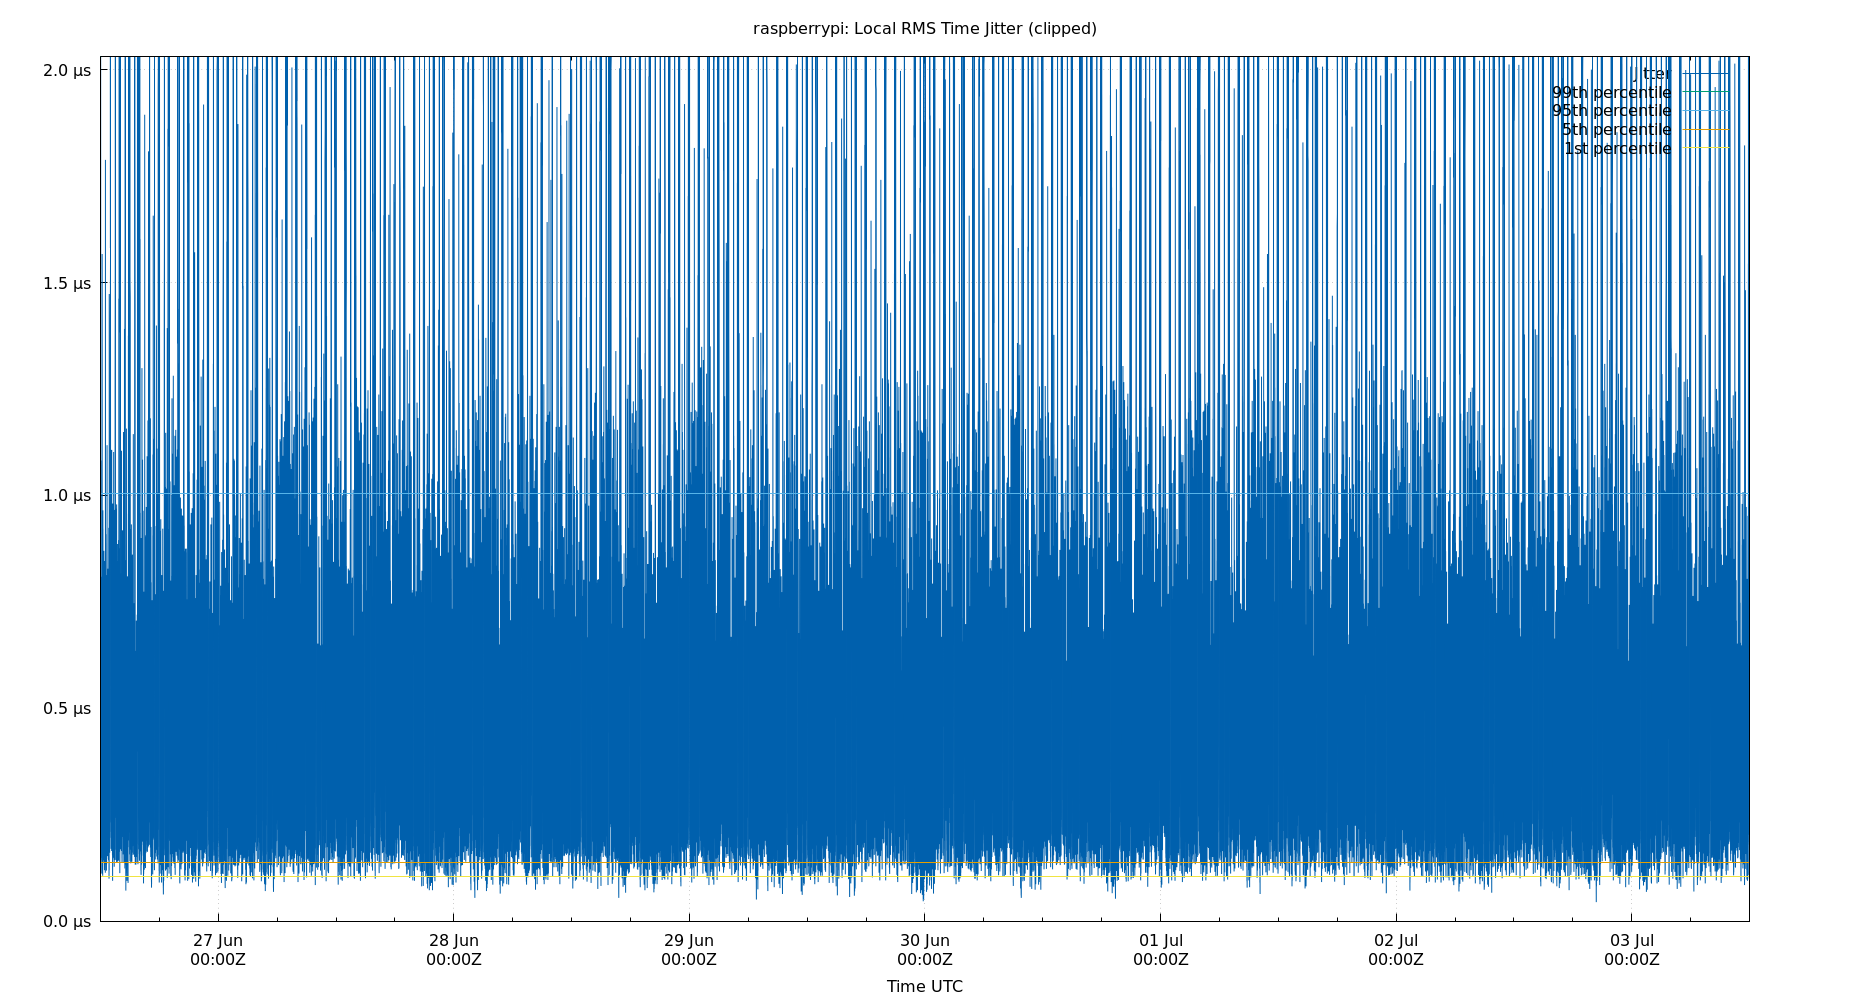 raspberrypi: Local RMS Time Jitter (clipped)
2.0 µs
1.5 µs
1.0 µs
0.5 µs
0.0 µs
jitter
99th percentile
95th percentile
5th percentile
1st percentile
27 Jun
00:00Z
28 Jun
00:00Z
29 Jun
00:00Z
30 Jun
00:00Z
01 Jul
00:00Z
02 Jul
00:00Z
03 Jul
00:00Z
Time UTC